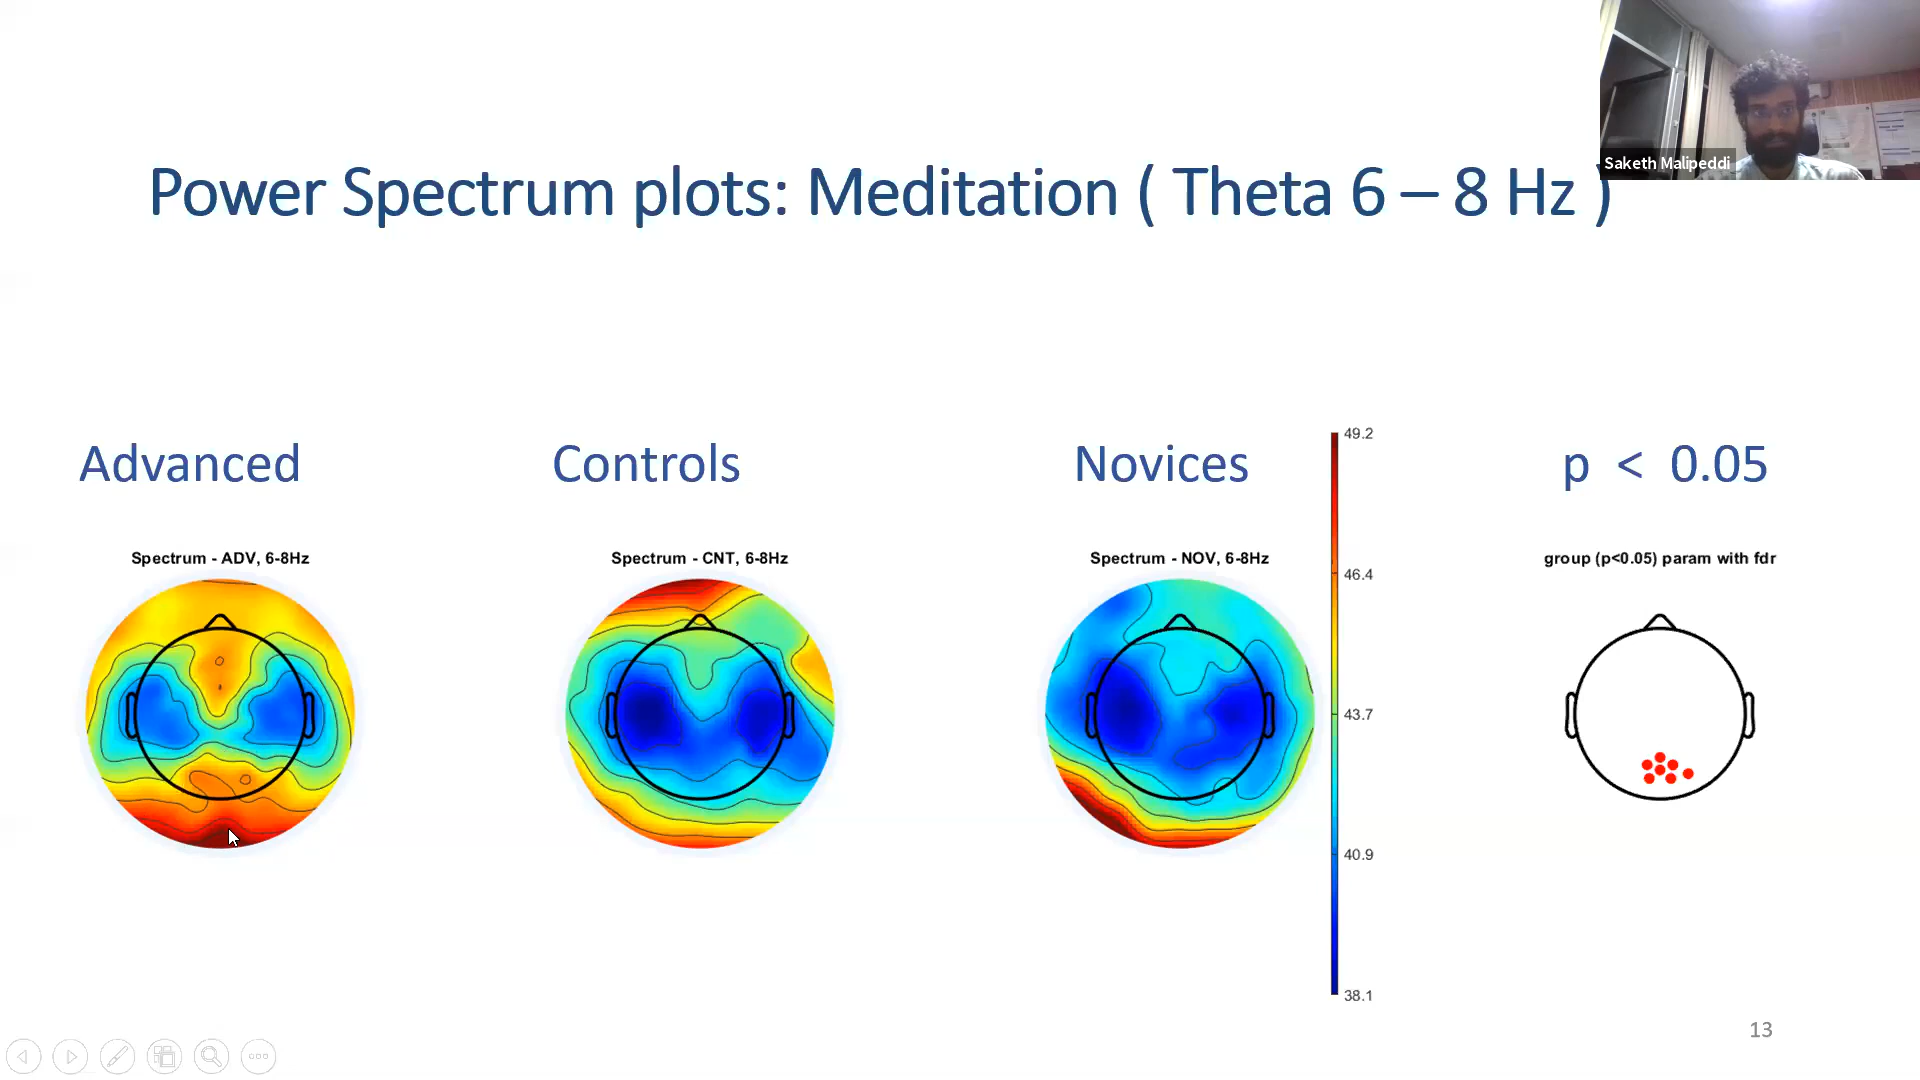 Saketh Malipeddi
Power Spectrum plots: Meditation ( Theta 6 – 8 Hz )
Advanced
Controls
Novices
p < 0.05
Spectrum - ADV, 6-8Hz
Spectrum - CNT, 6-8Hz
Spectrum - NOV, 6-8Hz
group (p<0.05) param with fdr
49.2
46.4
43.7
40.9
38.1
13